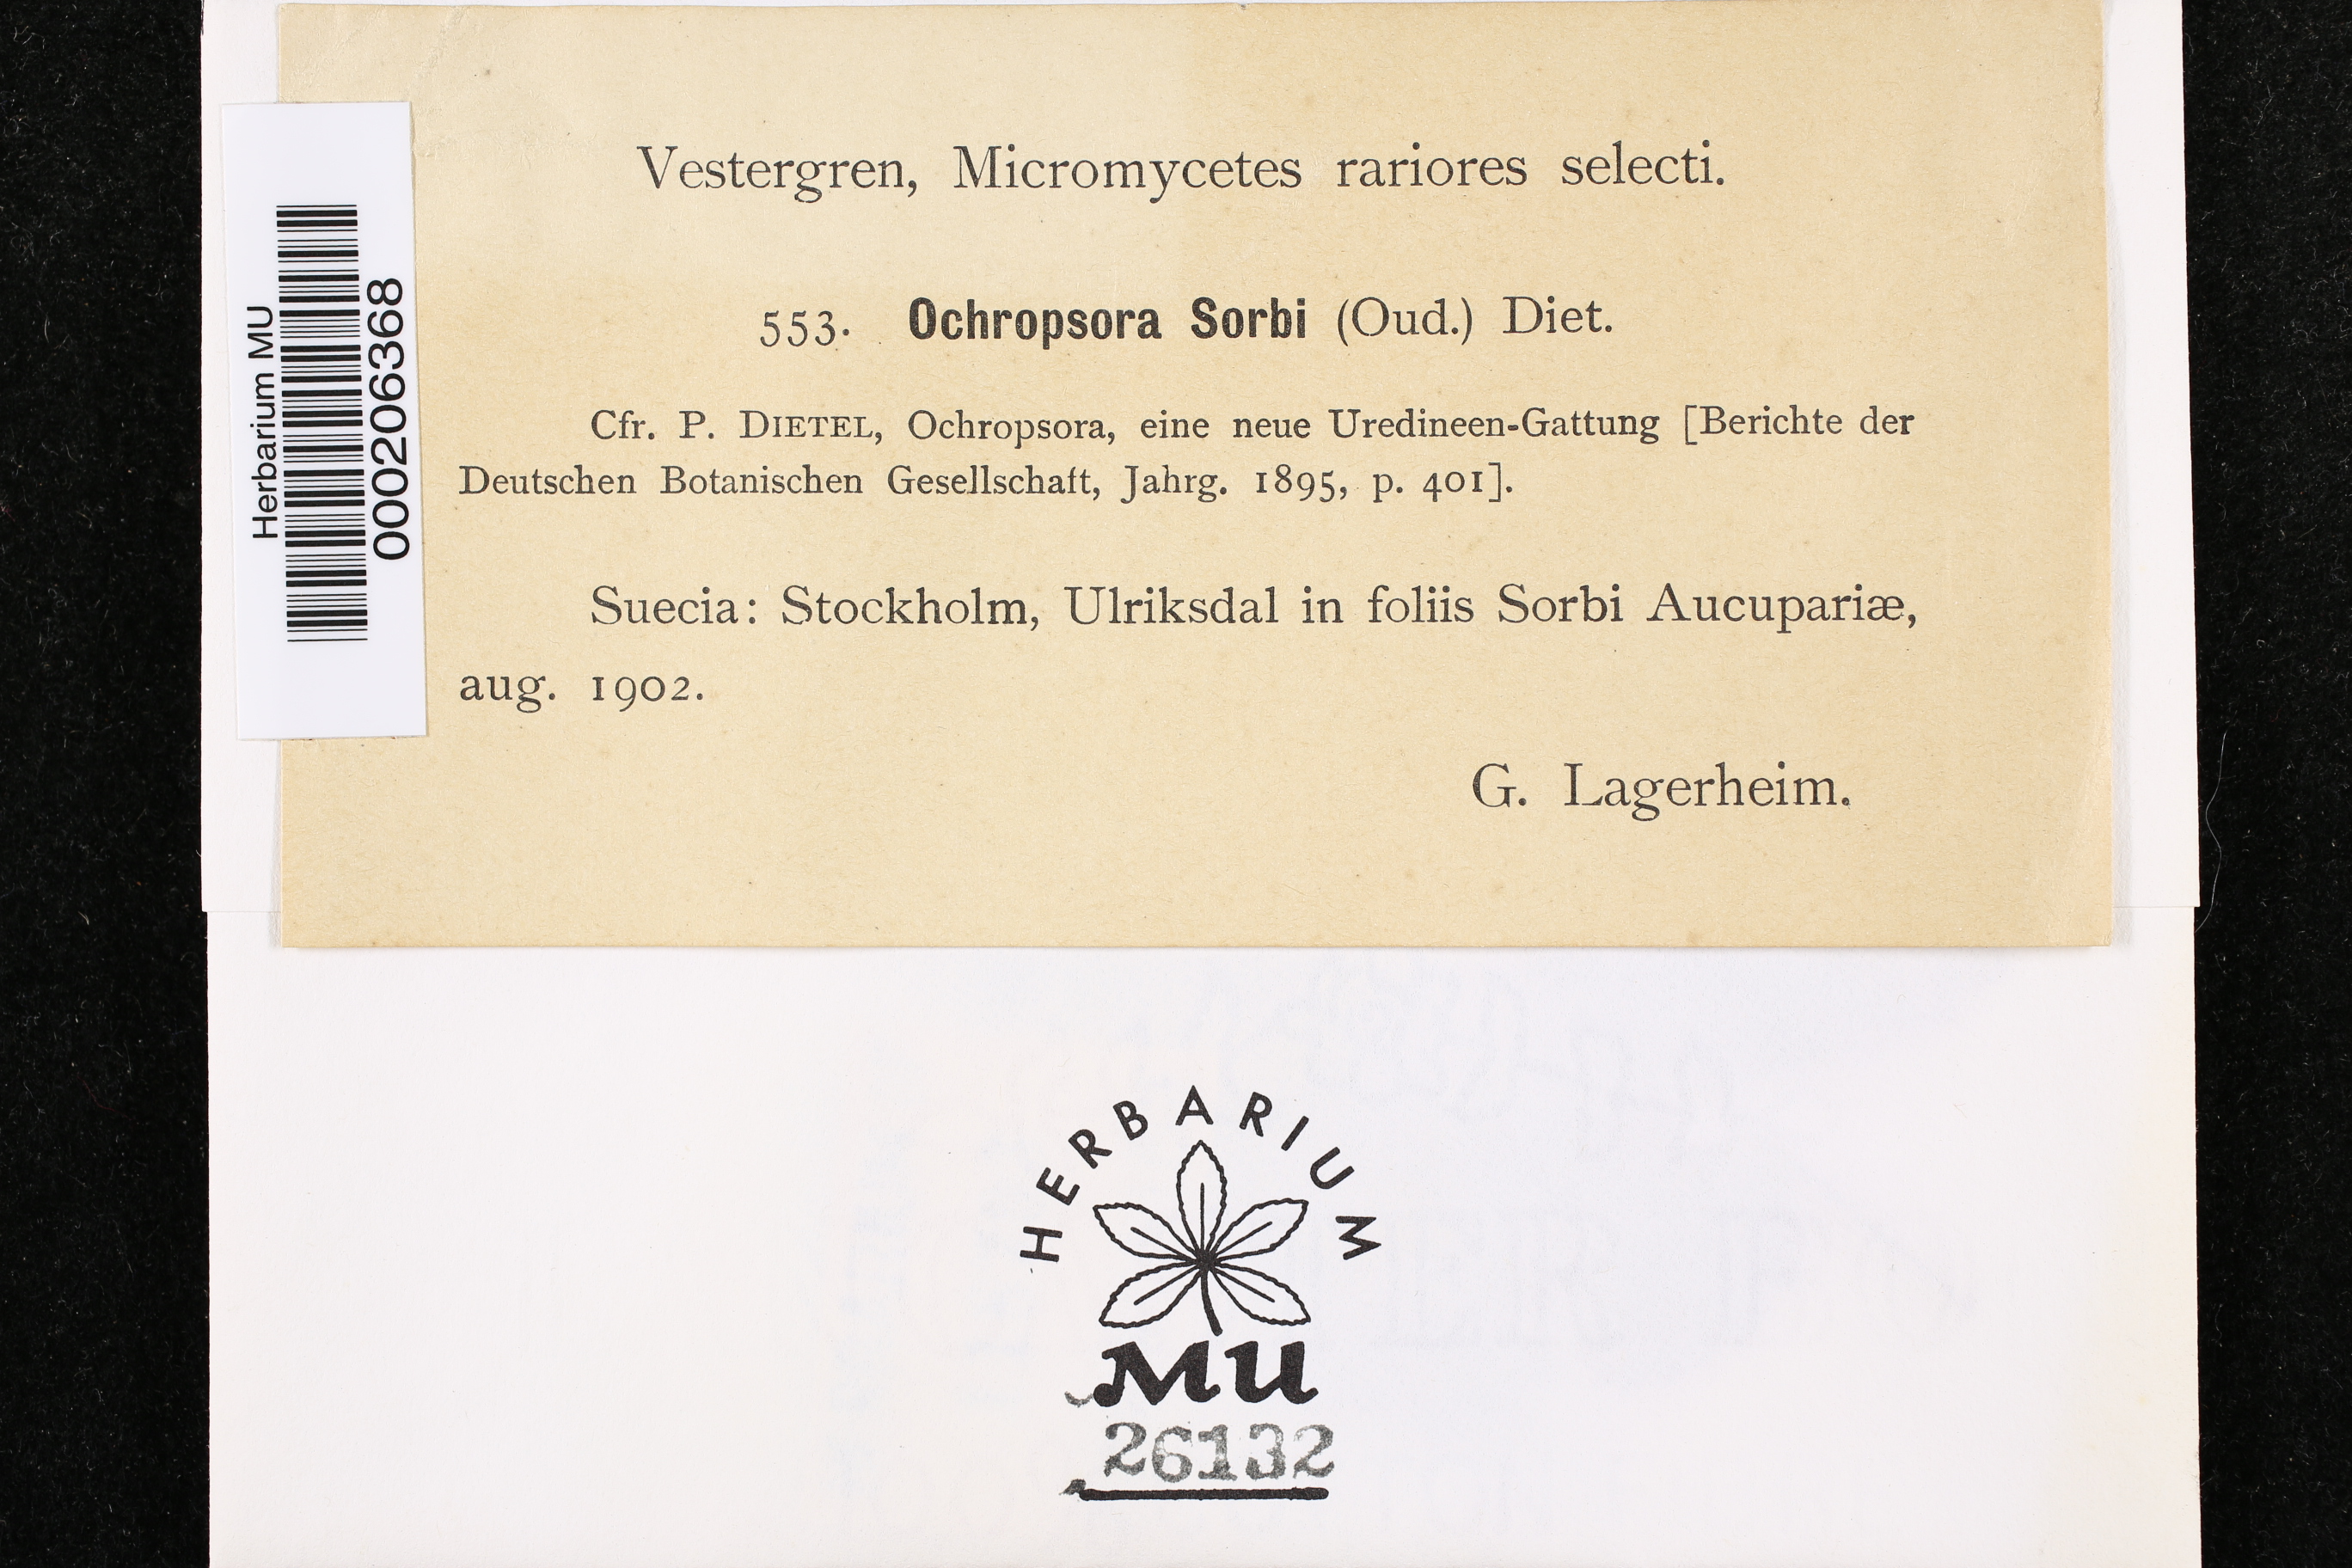 Vestergren, Micromycetes rariores selecti.
553. Ochropsora Sorbi (Oud.) Diet.
Cfr. P. DIETEL, Ochropsora, eine neue Uredineen-Gattung [Berichte der
Deutschen Botanischen Gesellschaft, Jahrg. 1895, p. 401].
Suecia: Stockholm, Ulriksdal in foliis Sorbi Aucupariæ,
aug. 1902.
G. Lagerheim.
Herbarium MU
000206368
HERBARIUM
MU
26132